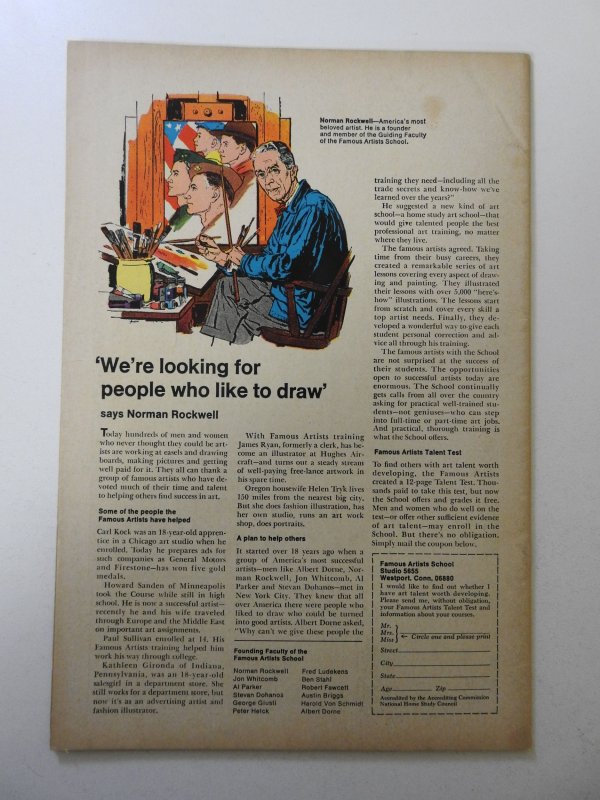 Norman Rockwell—America's most
beloved artist. He is a founder
and member of the Guiding Faculty
of the Famous Artists School.
'We're looking for
people who like to draw'
says Norman Rockwell
Today hundreds of men and women
who never thought they could be art-
ists are working at easels and drawing
boards, making pictures and getting
well paid for it. They all can thank a
group of famous artists who have de-
voted much of their time and talent
to helping others find success in art.
Some of the people the
Famous Artists have helped
Carl Kock was an 18-year-old appren-
tice in a Chicago art studio when he
enrolled. Today he prepares ads for
such companies as General Motors
and Firestone—has won five gold
medals.
Howard Sanden of Minneapolis
took the Course while still in high
school. He is now a successful artist—
recently he and his wife traveled
through Europe and the Middle East
on important art assignments.
Paul Sullivan enrolled at 14. His
Famous Artists training helped him
work his way through college.
Kathleen Gironda of Indiana,
Pennsylvania, was an 18-year-old
salesgirl in a department store. She
still works for a department store, but
now it's as an advertising artist and
fashion illustrator.
With Famous Artists training
James Ryan, formerly a clerk, has be-
come an illustrator at Hughes Air-
craft—and turns out a steady stream
of well-paying free-lance artwork in
his spare time.
Oregon housewife Helen Tryk lives
150 miles from the nearest big city.
But she does fashion illustration, has
her own studio, runs an art work
shop, does portraits.
A plan to help others
It started over 18 years ago when a
group of America's most successful
artists—men like Albert Dorne, Nor-
man Rockwell, Jon Whitcomb, Al
Parker and Stevan Dohanos—met in
New York City. They knew that all
over America there were people who
liked to draw who could be turned
into good artists. Albert Dorne asked,
"Why can't we give these people the
Founding Faculty of the
Famous Artists School
Norman Rockwell
Jon Whitcomb
Al Parker
Stevan Dohanos
George Giusti
Peter Helck
Fred Ludekens
Ben Stahl
Robert Fawcett
Austin Briggs
Harold Von Schmidt
Albert Dorne
training they need—including all the
trade secrets and know-how we've
learned over the years?"
He suggested a new kind of art
school—a home study art school—that
would give talented people the best
professional art training, no matter
where they live.
The famous artists agreed. Taking
time from their busy careers, they
created a remarkable series of art
lessons covering every aspect of draw-
ing and painting. They illustrated
their lessons with over 5,000 "here's-
how" illustrations. The lessons start
from scratch and cover every skill a
top artist needs. Finally, they de-
veloped a wonderful way to give each
student personal correction and ad-
vice all through his training.
The famous artists with the School
are not surprised at the success of
their students. The opportunities
open to successful artists today are
enormous. The School continually
gets calls from all over the country
asking for practical well-trained stu-
dents—not geniuses—who can step
into full-time or part-time art jobs.
And practical, thorough training is
what the School offers.
Famous Artists Talent Test
To find others with art talent worth
developing, the Famous Artists
created a 12-page Talent Test. Thou-
sands paid to take this test, but now
the School offers and grades it free.
Men and women who do well on the
test—or offer other sufficient evidence
of art talent—may enroll in the
School. But there's no obligation.
Simply mail the coupon below.
Famous Artists School
Studio 5655
Westport, Conn. 06880
I would like to find out whether I
have art talent worth developing.
Please send me, without obligation,
your Famous Artists Talent Test and
information about your courses.
Mr.
Mrs. ← Circle one and please print
Miss
Street
City
State
Age Zip
Accredited by the Accrediting Commission
National Home Study Council